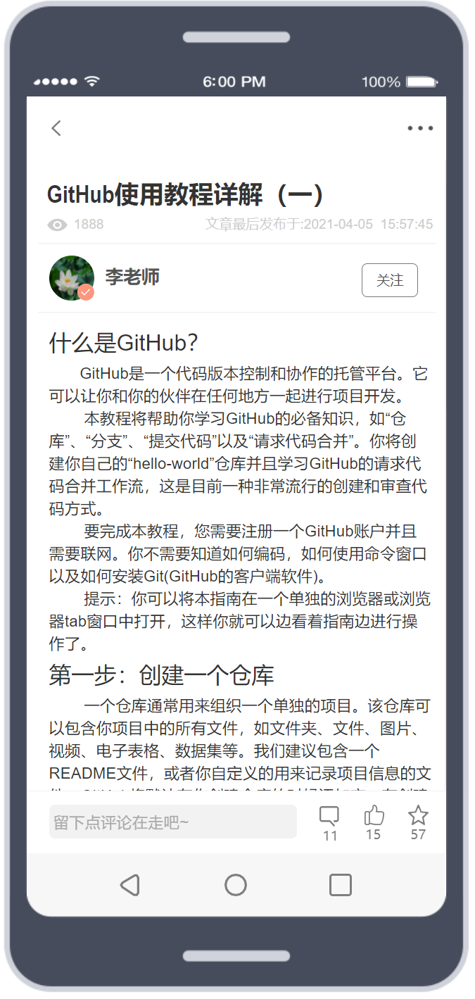 6:00 PM
100%
GitHub使用教程详解（一）
1888
文章最后发布于:2021-04-05 15:57:45
李老师
关注
什么是GitHub？
GitHub是一个代码版本控制和协作的托管平台。它
可以让你和你的伙伴在任何地方一起进行项目开发。
本教程将帮助你学习GitHub的必备知识，如“仓
库”、“分支”、“提交代码”以及“请求代码合并”。你将创
建你自己的“hello-world”仓库并且学习GitHub的请求代
码合并工作流，这是目前一种非常流行的创建和审查代
码方式。
要完成本教程，您需要注册一个GitHub账户并且
需要联网。你不需要知道如何编码，如何使用命令窗口
以及如何安装Git(GitHub的客户端软件)。
提示：你可以将本指南在一个单独的浏览器或浏览
器tab窗口中打开，这样你就可以边看着指南边进行操
作了。
第一步：创建一个仓库
一个仓库通常用来组织一个单独的项目。该仓库可
以包含你项目中的所有文件，如文件夹、文件、图片、
视频、电子表格、数据集等。我们建议包含一个
README文件，或者你自定义的用来记录项目信息的文
留下点评论在走吧~
11
15
57